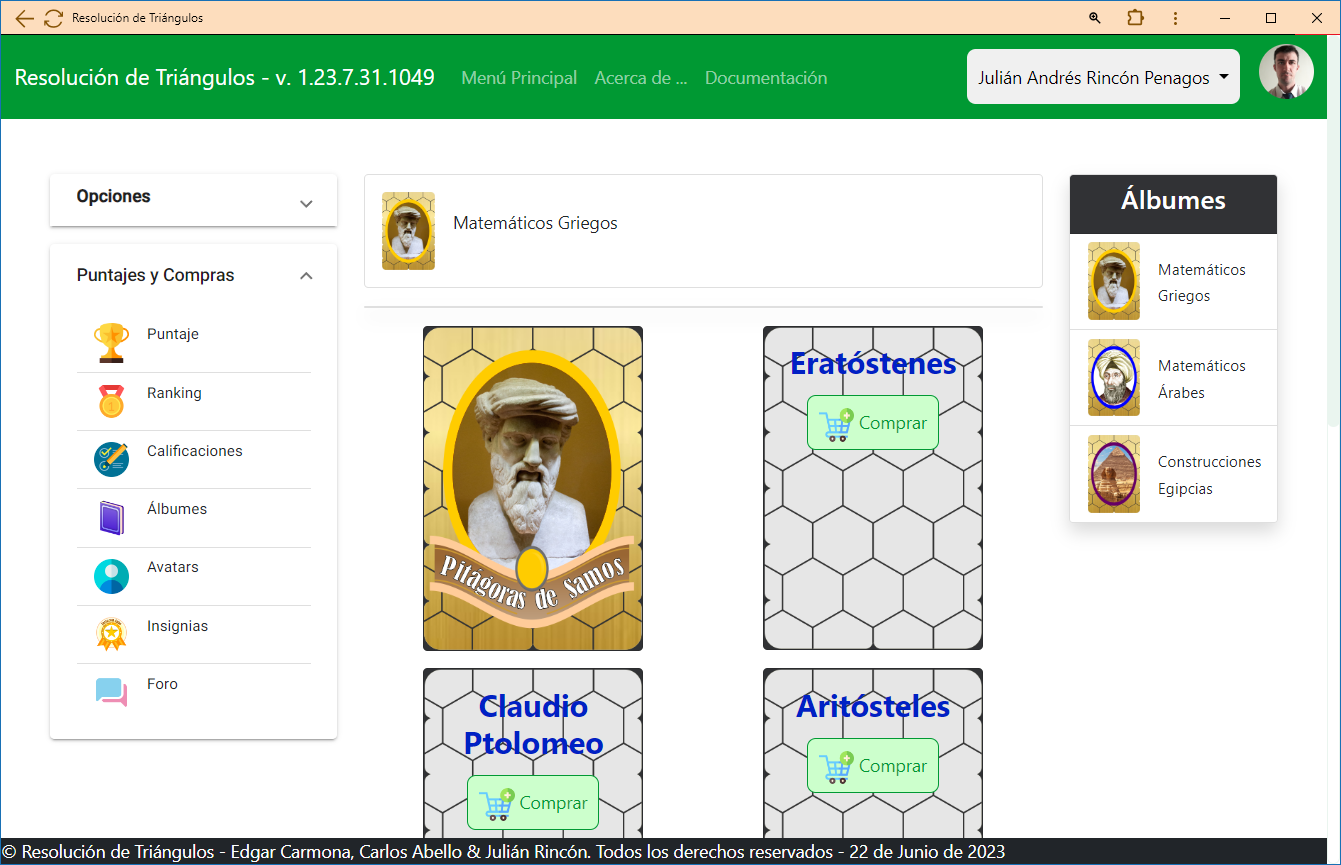 Resolución de Triángulos
Resolución de Triángulos - v. 1.23.7.31.1049
Menú Principal
Acerca de ...
Documentación
Julián Andrés Rincón Penagos
Opciones
Puntajes y Compras
Puntaje
Ranking
Calificaciones
Álbumes
Avatars
Insignias
Foro
Matemáticos Griegos
Pitágoras de Samos
Eratóstenes
Comprar
Claudio
Ptolomeo
Comprar
Aritósteles
Comprar
Álbumes
Matemáticos
Griegos
Matemáticos
Árabes
Construcciones
Egipcias
© Resolución de Triángulos - Edgar Carmona, Carlos Abello & Julián Rincón. Todos los derechos reservados - 22 de Junio de 2023